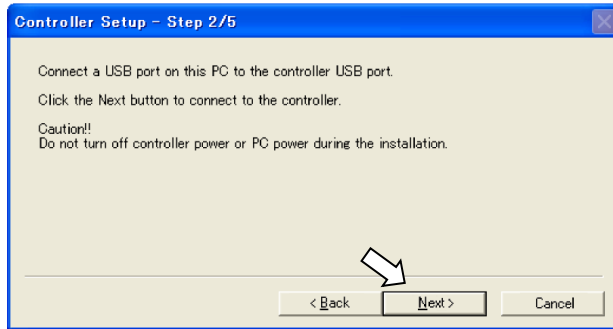 Controller Setup - Step 2/5
Connect a USB port on this PC to the controller USB port.
Click the Next button to connect to the controller.
Caution!!
Do not turn off controller power or PC power during the installation.
< Back
Next >
Cancel